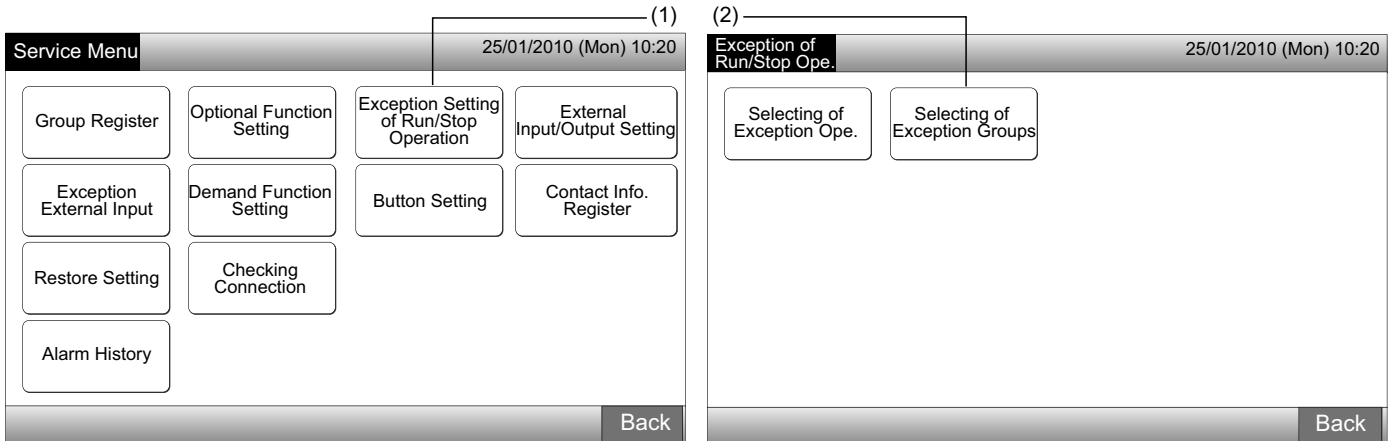 (1)
Service Menu
25/01/2010 (Mon) 10:20
Group Register
Optional Function
Setting
Exception Setting
of Run/Stop
Operation
External
Input/Output Setting
Exception
External Input
Demand Function
Setting
Button Setting
Contact Info.
Register
Restore Setting
Checking
Connection
Alarm History
Back
(2)
Exception of
Run/Stop Ope.
25/01/2010 (Mon) 10:20
Selecting of
Exception Ope.
Selecting of
Exception Groups
Back